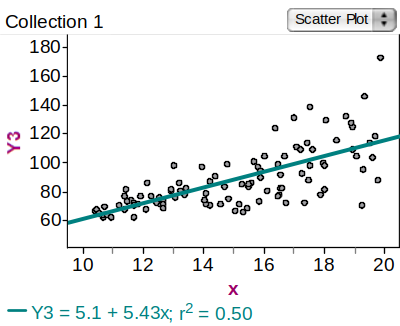 Collection 1
Scatter Plot
180
160
140
120
100
80
60
Y3
10 12 14 16 18 20
x
Y3 = 5.1 + 5.43x; r² = 0.50